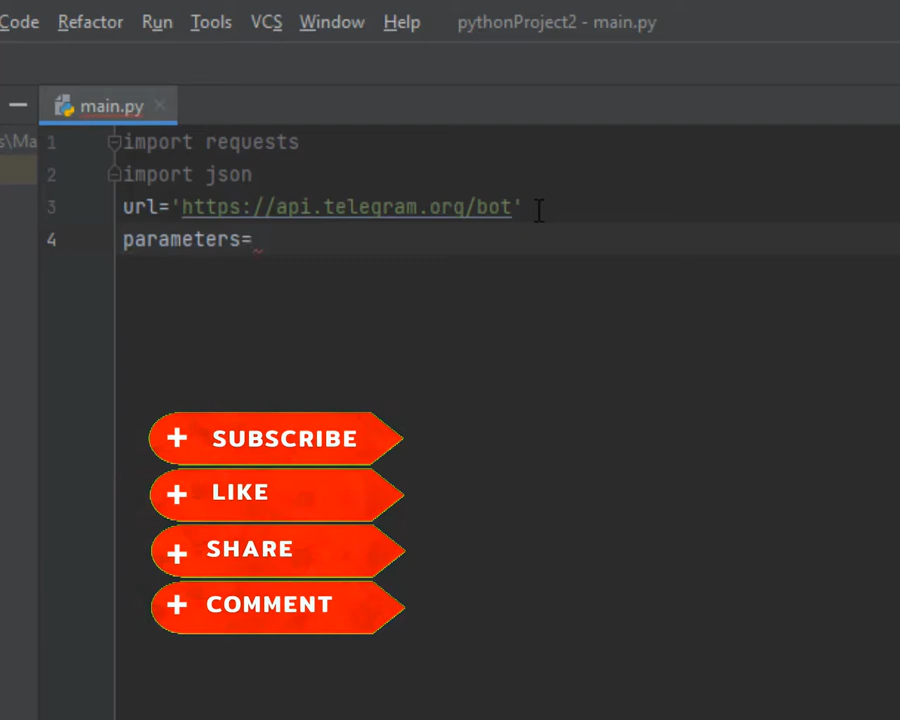 Code Refactor Run Tools VCS Window Help pythonProject2 - main.py
main.py
s\Ma
1 import requests
2 import json
3 url='https://api.telegram.org/bot'
4 parameters=
+ SUBSCRIBE
+ LIKE
+ SHARE
+ COMMENT